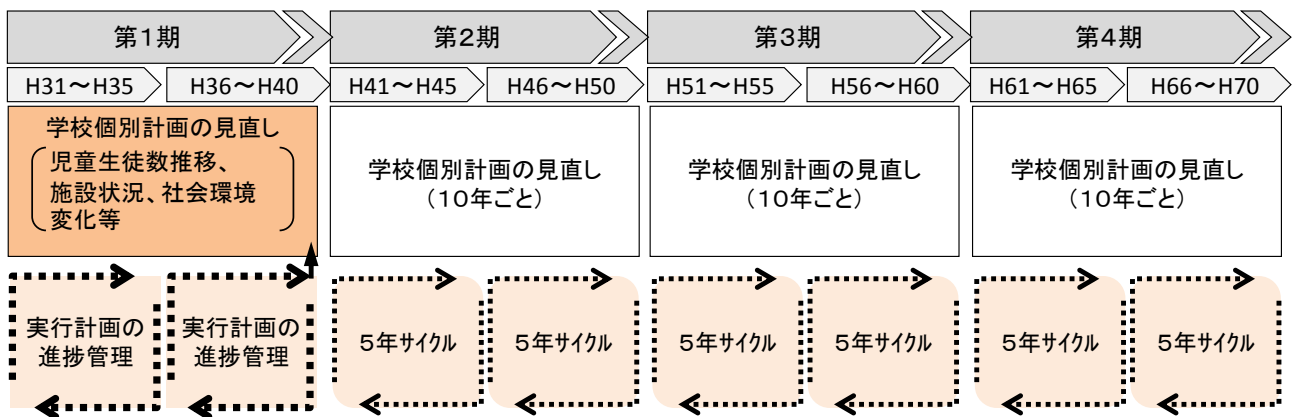 第1期
第2期
第3期
第4期
H31～H35
H36～H40
H41～H45
H46～H50
H51～H55
H56～H60
H61～H65
H66～H70
学校個別計画の見直し
児童生徒数推移、
施設状況、社会環境
変化等
学校個別計画の見直し
（10年ごと）
学校個別計画の見直し
（10年ごと）
学校個別計画の見直し
（10年ごと）
実行計画の
進捗管理
実行計画の
進捗管理
5年ｻｲｸﾙ
5年ｻｲｸﾙ
5年ｻｲｸﾙ
5年ｻｲｸﾙ
5年ｻｲｸﾙ
5年ｻｲｸﾙ